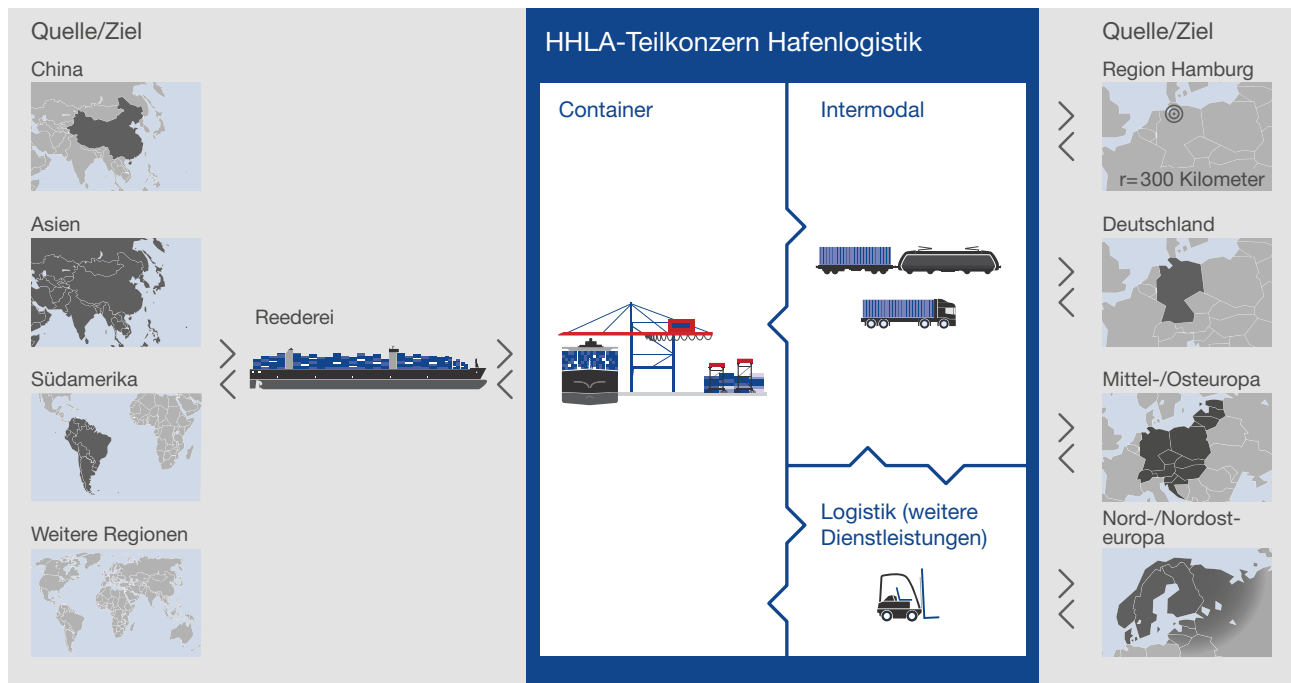 Quelle/Ziel
China
Asien
Südamerika
Weitere Regionen
Reederei
HHLA-Teilkonzern Hafenlogistik
Container
Intermodal
Logistik (weitere
Dienstleistungen)
Quelle/Ziel
Region Hamburg
r=300 Kilometer
Deutschland
Mittel-/Osteuropa
Nord-/Nordost-
europa